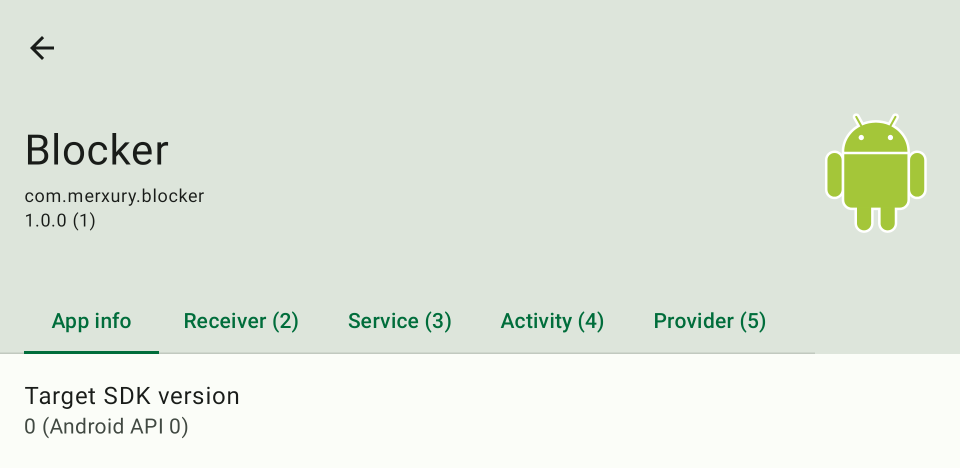 Blocker
com.merxury.blocker
1.0.0 (1)
App info
Receiver (2)
Service (3)
Activity (4)
Provider (5)
Target SDK version
0 (Android API 0)